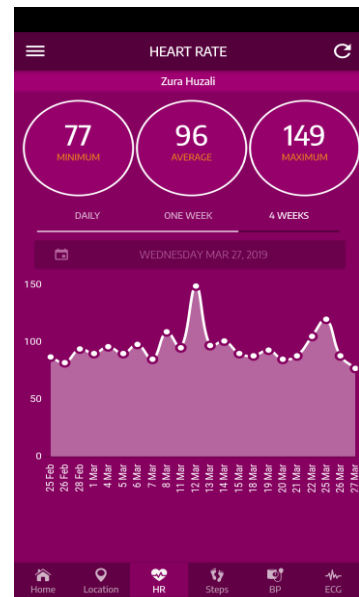 HEART RATE
Zura Huzali
77 96 149
MINIMUM AVERAGE MAXIMUM
DAILY ONE WEEK 4 WEEKS
WEDNESDAY MAR 27, 2019
150
100
50
0
25 Feb
26 Feb
28 Feb
1 Mar
4 Mar
5 Mar
6 Mar
7 Mar
8 Mar
11 Mar
12 Mar
13 Mar
14 Mar
15 Mar
18 Mar
19 Mar
20 Mar
21 Mar
22 Mar
25 Mar
26 Mar
27 Mar
Home Location HR Steps BP ECG